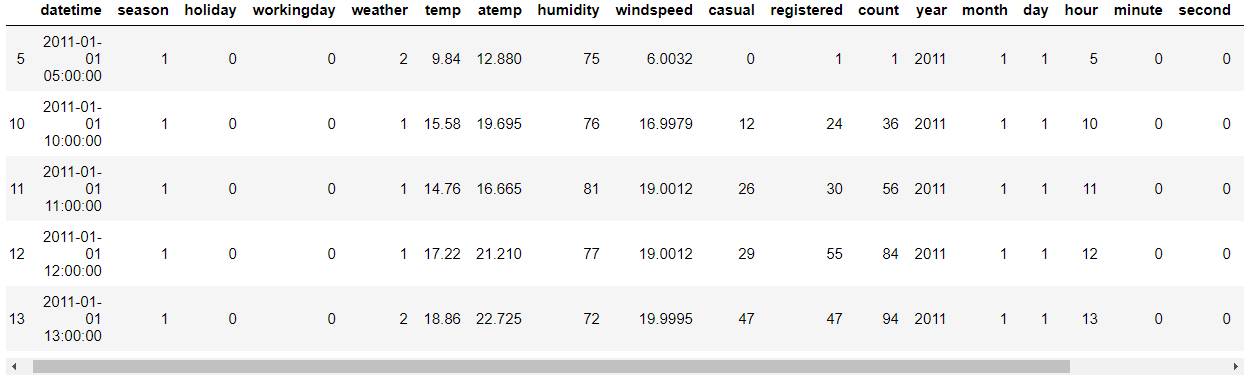 datetime season holiday workingday weather temp atemp humidity windspeed casual registered count year month day hour minute second
2011-01-
5 01 1 0 0 2 9.84 12.880 75 6.0032 0 1 1 2011 1 1 5 0 0
05:00:00
2011-01-
10 01 1 0 0 1 15.58 19.695 76 16.9979 12 24 36 2011 1 1 10 0 0
10:00:00
2011-01-
11 01 1 0 0 1 14.76 16.665 81 19.0012 26 30 56 2011 1 1 11 0 0
11:00:00
2011-01-
12 01 1 0 0 1 17.22 21.210 77 19.0012 29 55 84 2011 1 1 12 0 0
12:00:00
2011-01-
13 01 1 0 0 2 18.86 22.725 72 19.9995 47 47 94 2011 1 1 13 0 0
13:00:00